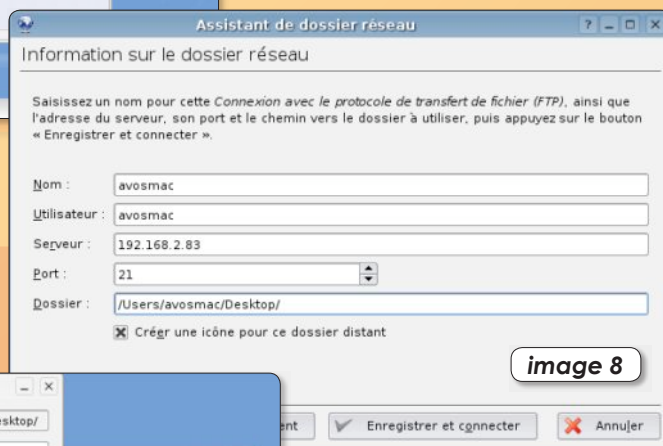 Assistant de dossier réseau
Information sur le dossier réseau
Saisissez un nom pour cette Connexion avec le protocole de transfert de fichier (FTP), ainsi que
l'adresse du serveur, son port et le chemin vers le dossier à utiliser, puis appuyez sur le bouton
« Enregistrer et connecter ».
Nom : avosmac
Utilisateur : avosmac
Serveur : 192.168.2.83
Port : 21
Dossier : /Users/avosmac/Desktop/
Créer une icône pour ce dossier distant
image 8
esktop/
ent Enregistrer et connecter Annuler